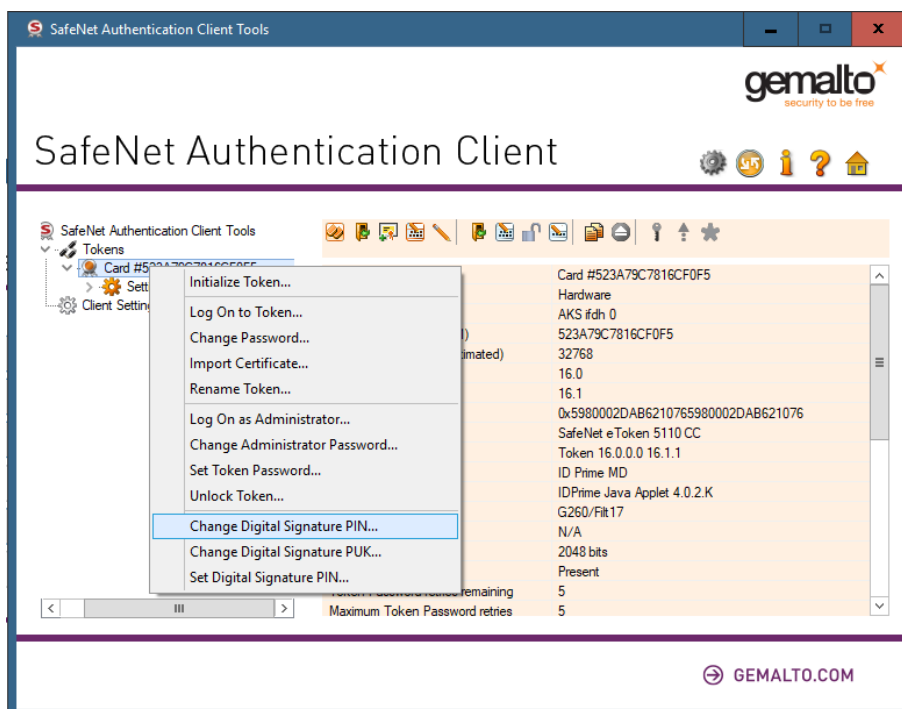 SafeNet Authentication Client Tools
gemalto
security to be free
SafeNet Authentication Client
SafeNet Authentication Client Tools
Tokens
Card #523A79C7816CF0F5
Client Settin
Initialize Token...
Log On to Token...
Change Password...
Import Certificate...
Rename Token...
Log On as Administrator...
Change Administrator Password...
Set Token Password...
Unlock Token...
Change Digital Signature PIN...
Change Digital Signature PUK...
Set Digital Signature PIN...
Card #523A79C7816CF0F5
Hardware
AKS ifdh 0
523A79C7816CF0F5
imated) 32768
16.0
16.1
0x5980002DAB6210765980002DAB621076
SafeNet eToken 5110 CC
Token 16.0.0.0 16.1.1
ID Prime MD
IDPrime Java Applet 4.0.2.K
G260/Filt17
N/A
2048 bits
Present
Token Password retries remaining 5
Maximum Token Password retries 5
GEMALTO.COM